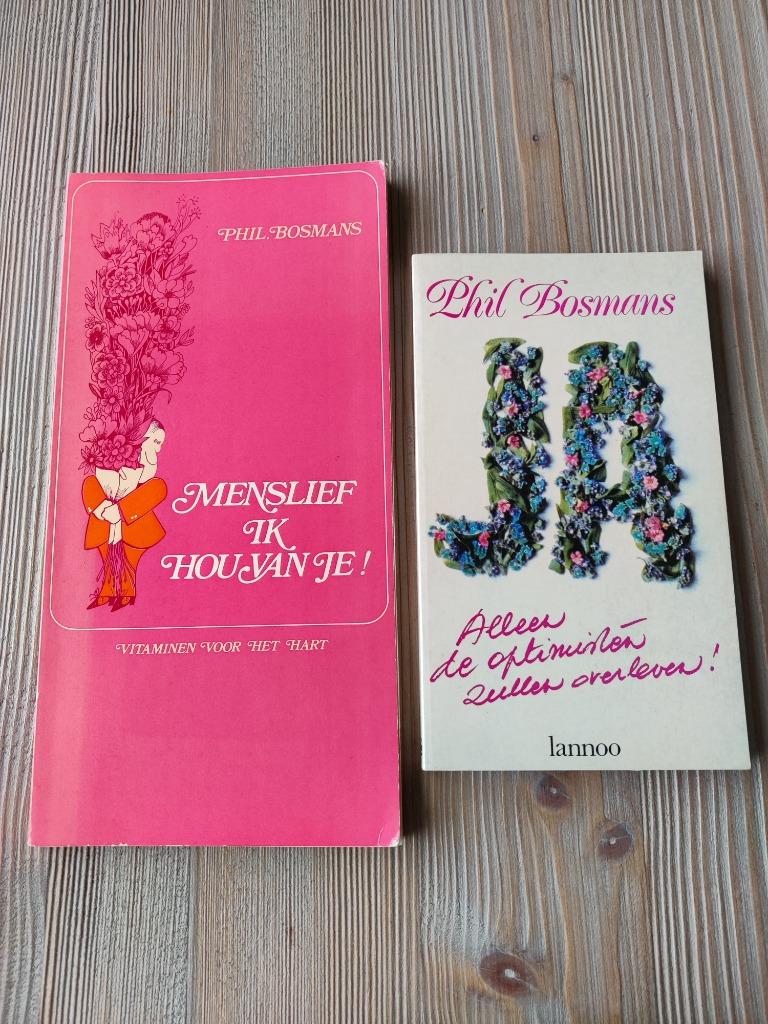 PHIL. BOSMANS
MENSLIEF
IK
HOU VAN JE!
VITAMINEN VOOR HET HART
Phil Bosmans
JA
Alleen
de optimisten
zullen overleven!
lannoo